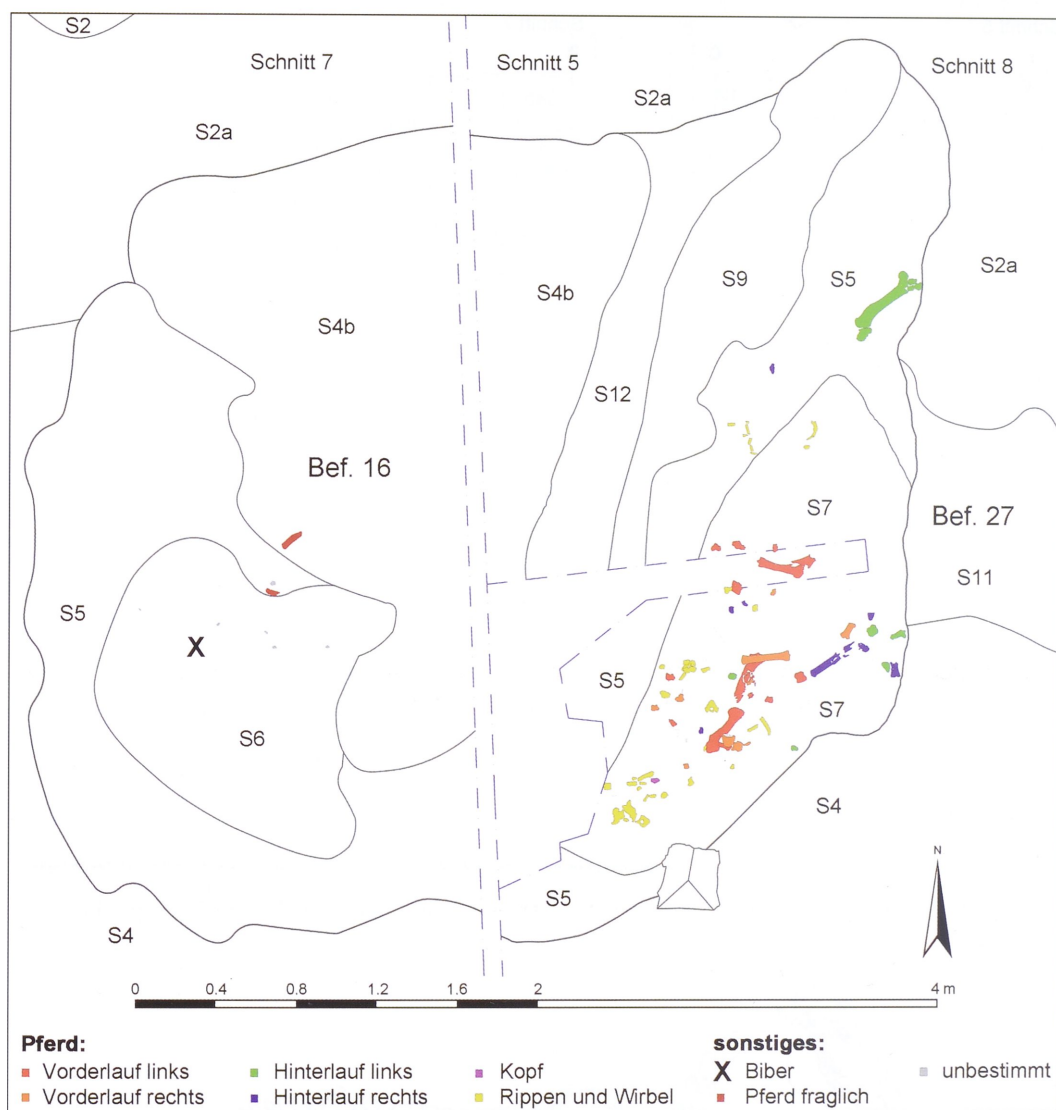 S2
Schnitt 7
Schnitt 5
Schnitt 8
S2a
S2a
S2a
S9
S5
S4b
S4b
S12
Bef. 16
S7
Bef. 27
S11
S5
X
S5
S7
S6
S4
S5
S4
N
0 0.4 0.8 1.2 1.6 2 4 m
Pferd: sonstiges:
Vorderlauf links Hinterlauf links Kopf X Biber unbestimmt
Vorderlauf rechts Hinterlauf rechts Rippen und Wirbel Pferd fraglich